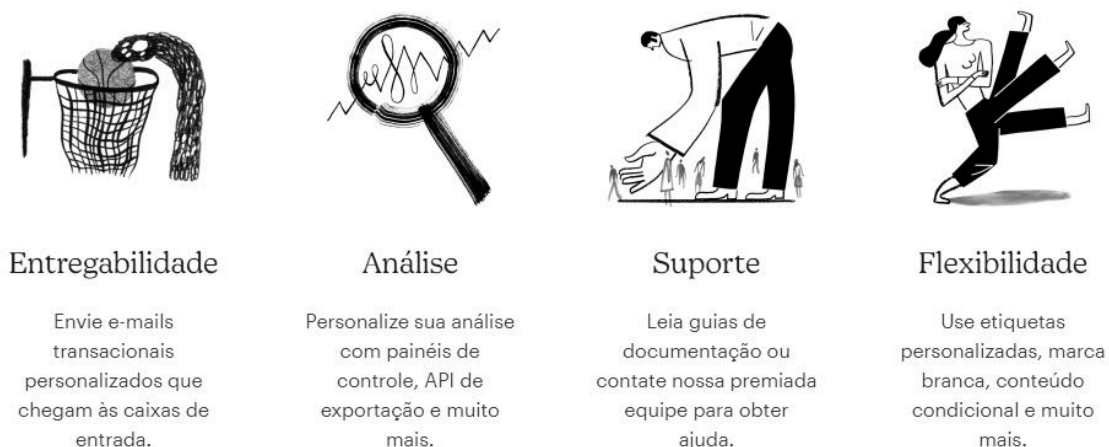 Entregabilidade
Envie e-mails
transacionais
personalizados que
chegam às caixas de
entrada.
Análise
Personalize sua análise
com painéis de
controle, API de
exportação e muito
mais.
Suporte
Leia guias de
documentação ou
contate nossa premiada
equipe para obter
ajuda.
Flexibilidade
Use etiquetas
personalizadas, marca
branca, conteúdo
condicional e muito
mais.